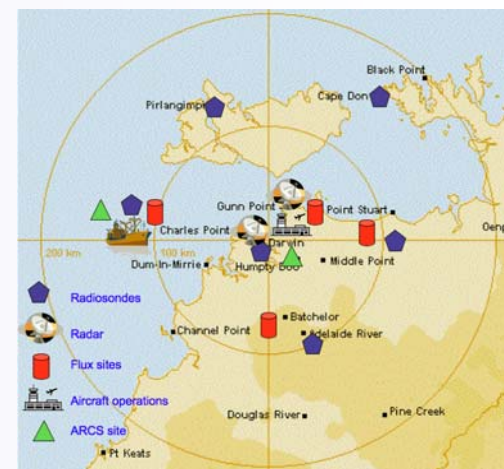 Black Point
Cape Don
Pirlangimpi
Gunn Point
Point Stuart
Charles Point
Darwin
200 km
100 km
Dum-In-Mirrie
Humpty Doo
Middle Point
Radiosondes
Batchelor
Channel Point
Adelaide River
Radar
Flux sites
Aircraft operations
Douglas River
Pine Creek
ARCS site
Pt Keats